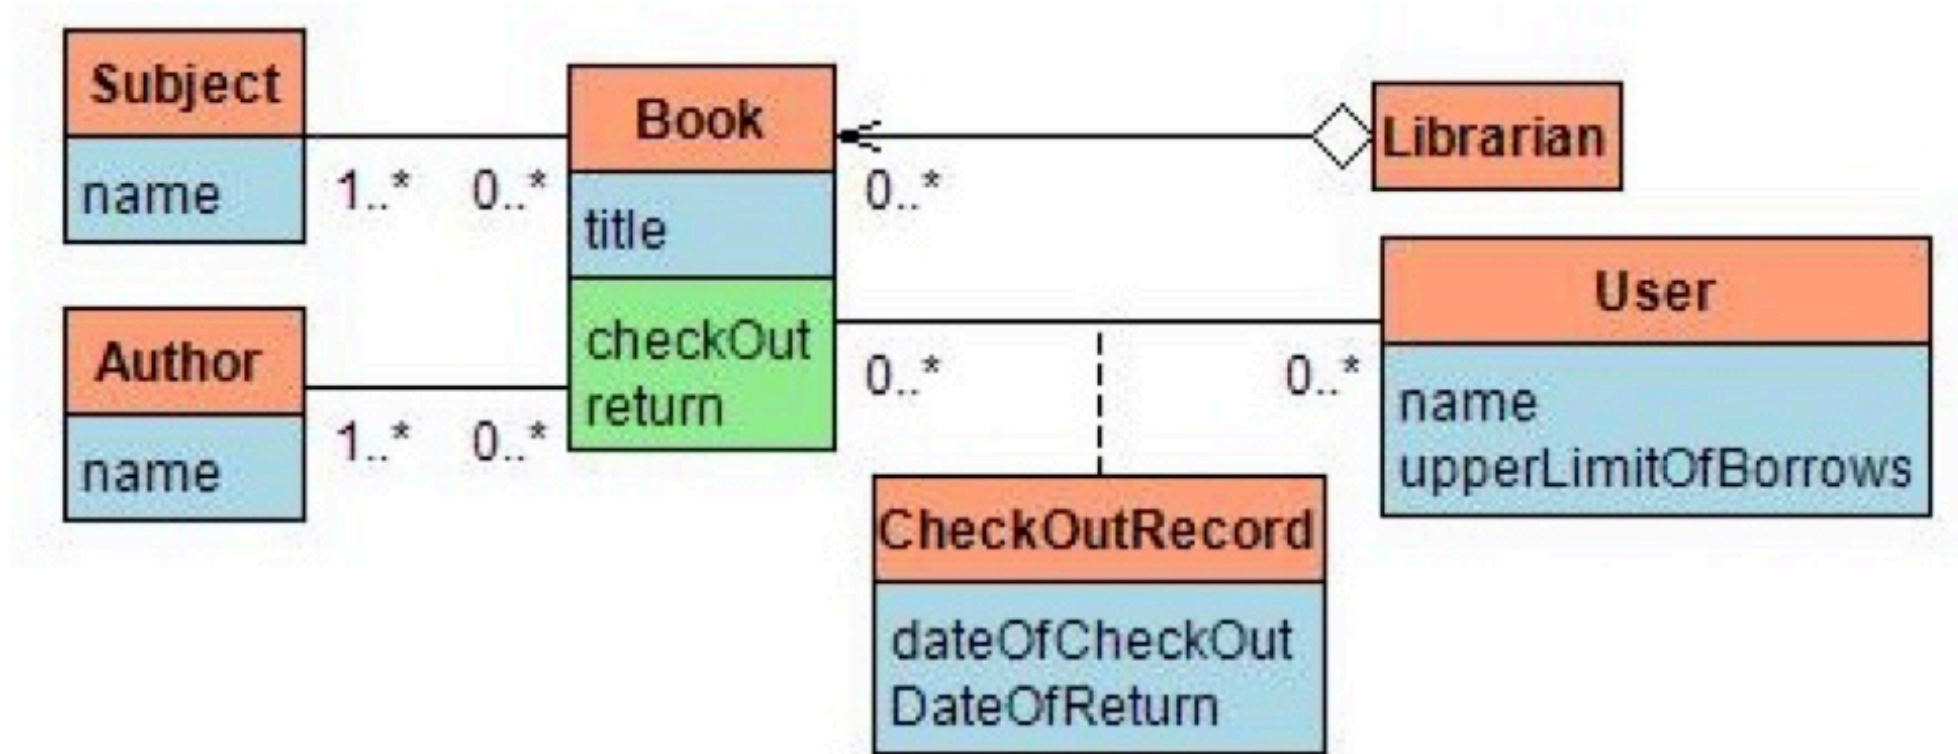 Subject
name
1..* 0..*
Book
title
checkOut
return
0..*
Librarian
Author
name
1..* 0..*
0..* 0..*
User
name
upperLimitOfBorrows
CheckOutRecord
dateOfCheckOut
DateOfReturn